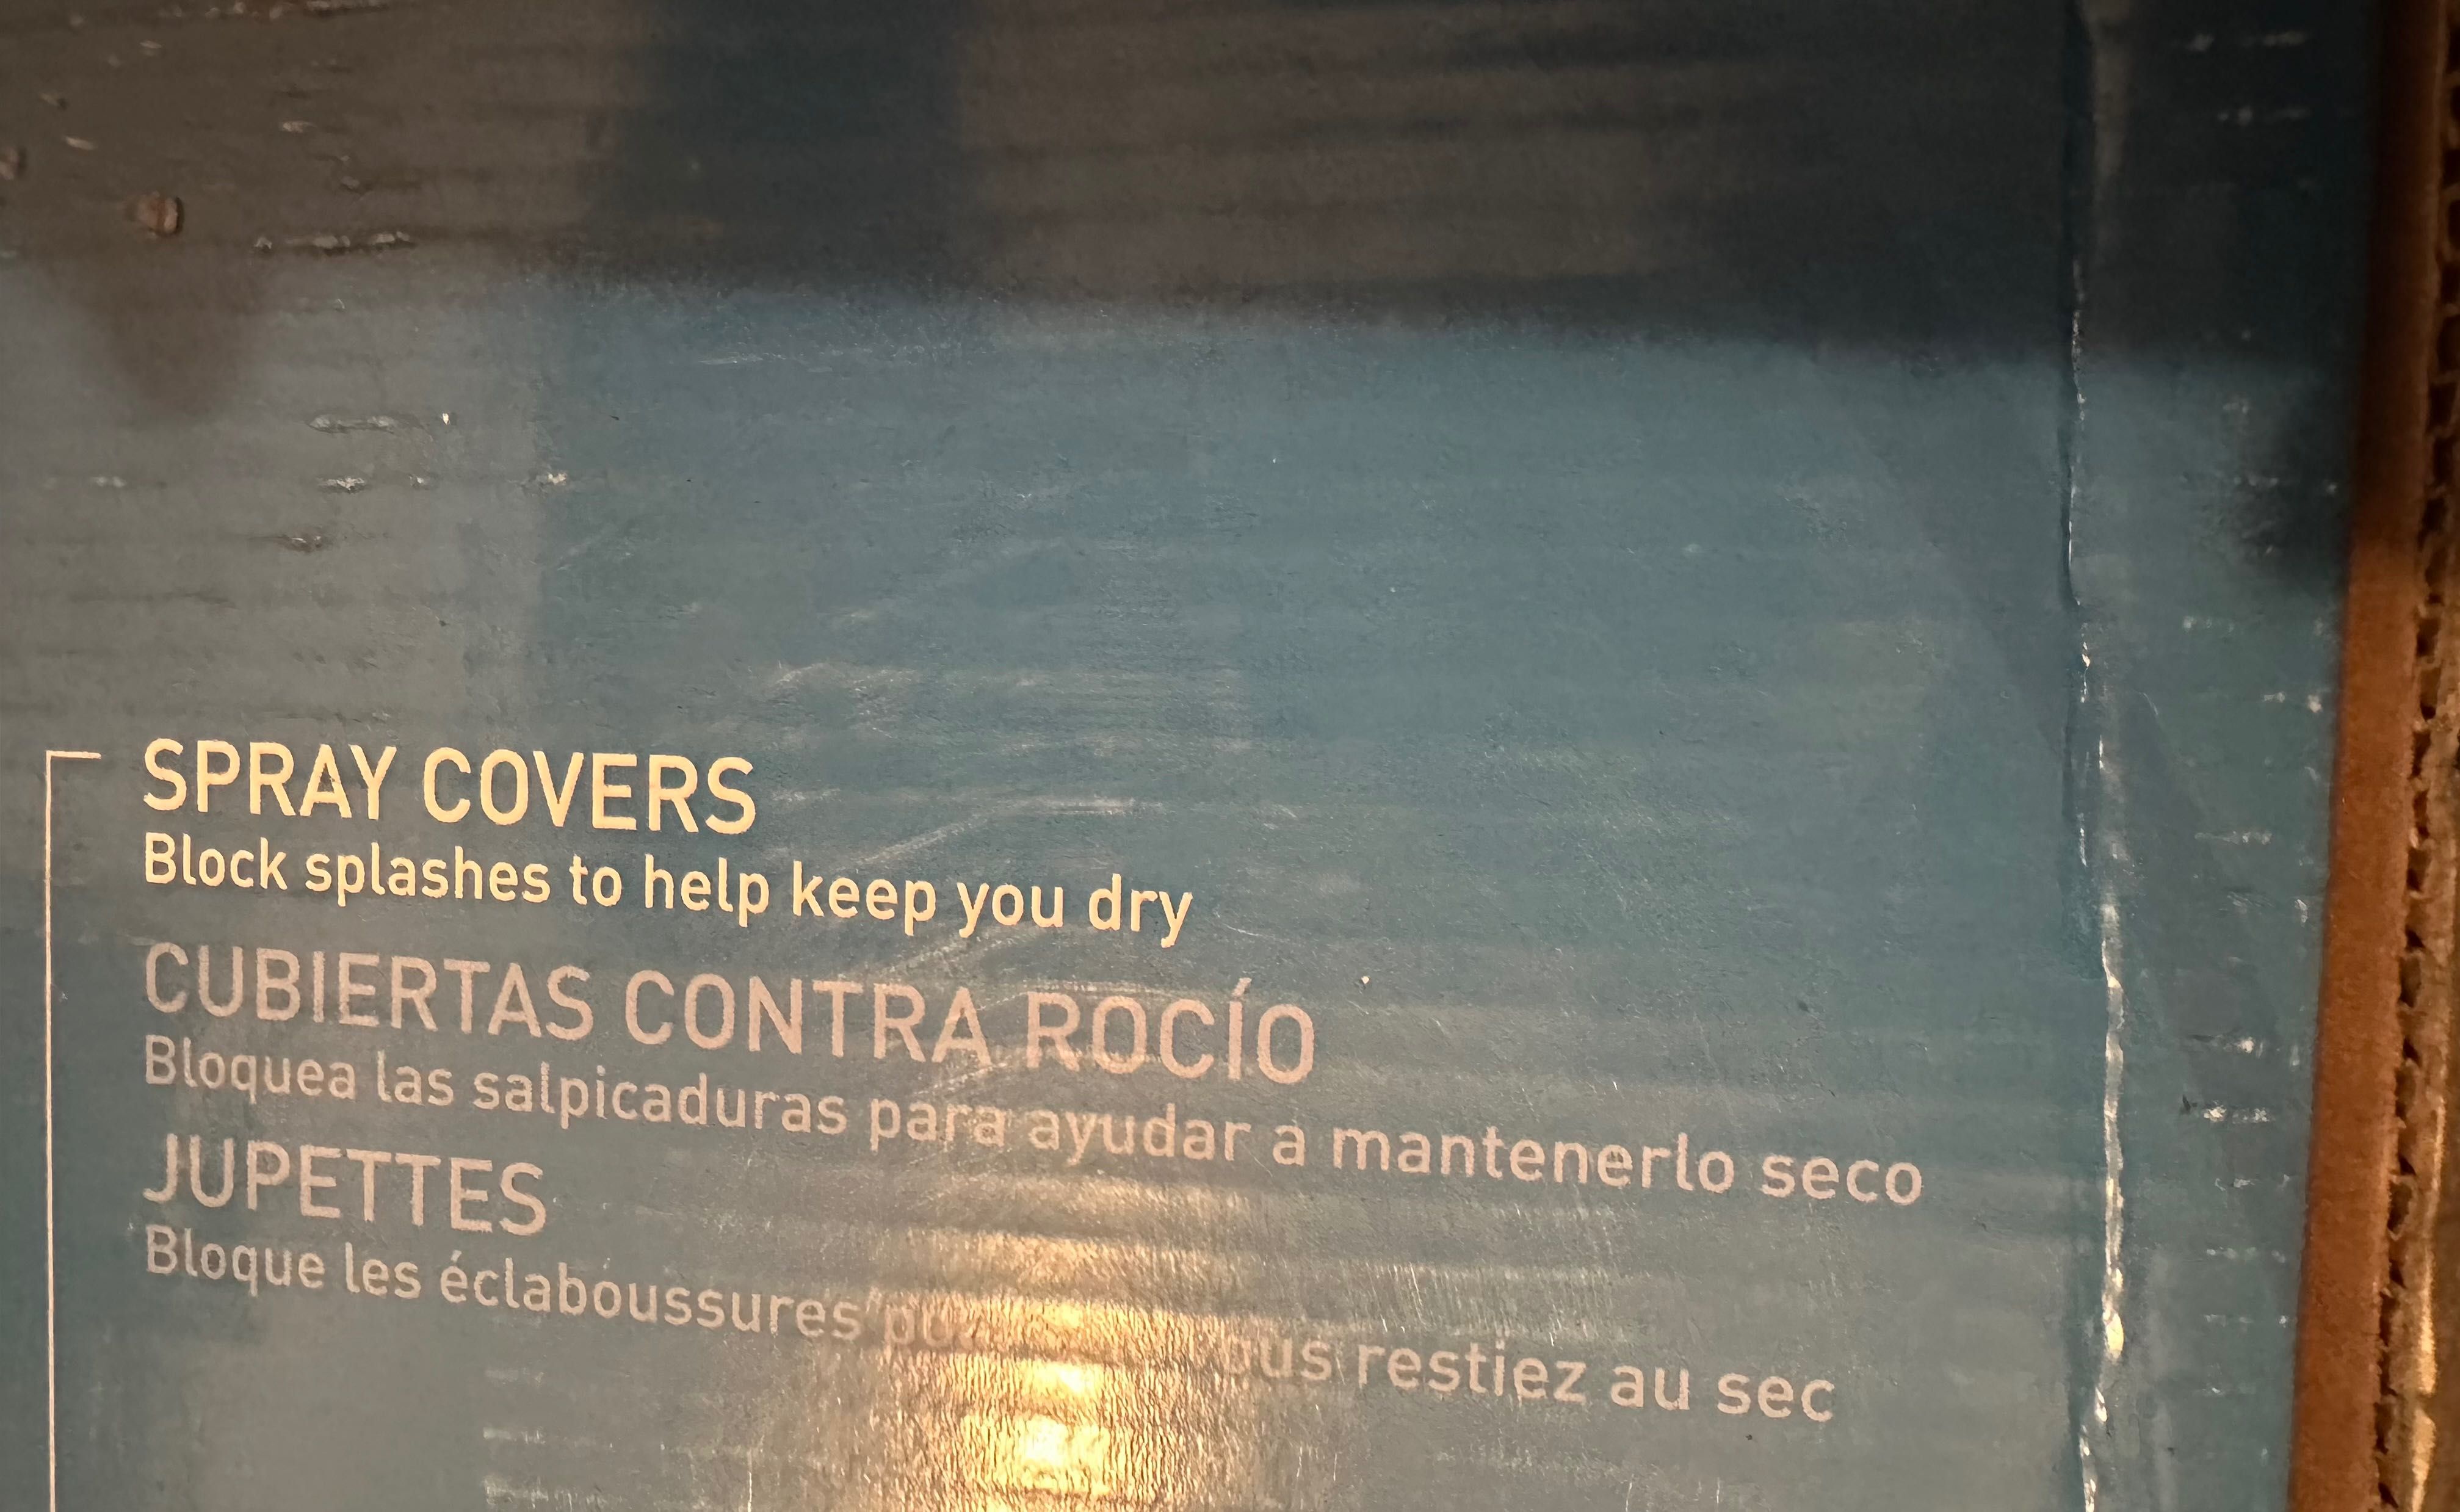 SPRAY COVERS
Block splashes to help keep you dry
CUBIERTAS CONTRA ROCÍO
Bloquea las salpicaduras para ayudar a mantenerlo seco
JUPETTES
Bloque les éclaboussures restiez au sec